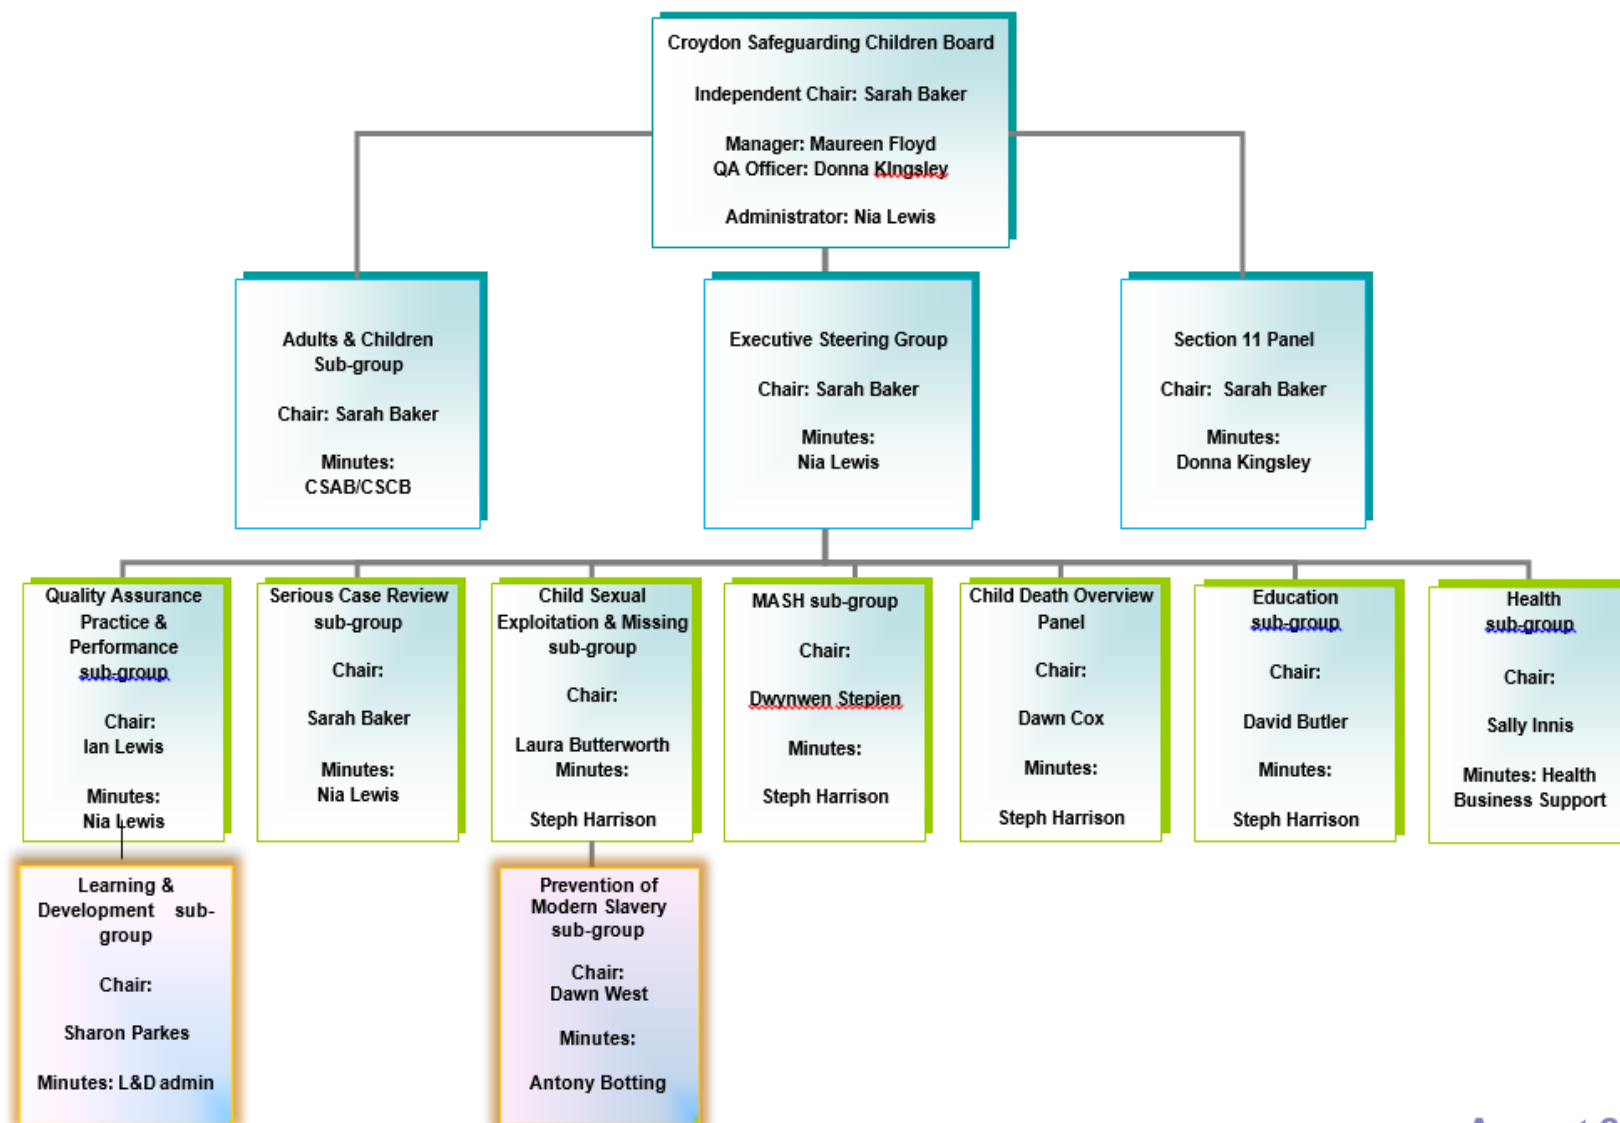 Croydon Safeguarding Children Board
Independent Chair: Sarah Baker
Manager: Maureen Floyd
QA Officer: Donna KIngsley
Administrator: Nia Lewis
Adults & Children
Sub-group
Chair: Sarah Baker
Minutes:
CSAB/CSCB
Executive Steering Group
Chair: Sarah Baker
Minutes:
Nia Lewis
Section 11 Panel
Chair: Sarah Baker
Minutes:
Donna Kingsley
Quality Assurance
Practice &
Performance
sub-group
Chair:
Ian Lewis
Minutes:
Nia Lewis
Serious Case Review
sub-group
Chair:
Sarah Baker
Minutes:
Nia Lewis
Child Sexual
Exploitation & Missing
sub-group
Chair:
Laura Butterworth
Minutes:
Steph Harrison
MASH sub-group
Chair:
Dwynwen Stepien
Minutes:
Steph Harrison
Child Death Overview
Panel
Chair:
Dawn Cox
Minutes:
Steph Harrison
Education
sub-group
Chair:
David Butler
Minutes:
Steph Harrison
Health
sub-group
Chair:
Sally Innis
Minutes: Health
Business Support
Learning &
Development sub-
group
Chair:
Sharon Parkes
Minutes: L&D admin
Prevention of
Modern Slavery
sub-group
Chair:
Dawn West
Minutes:
Antony Botting